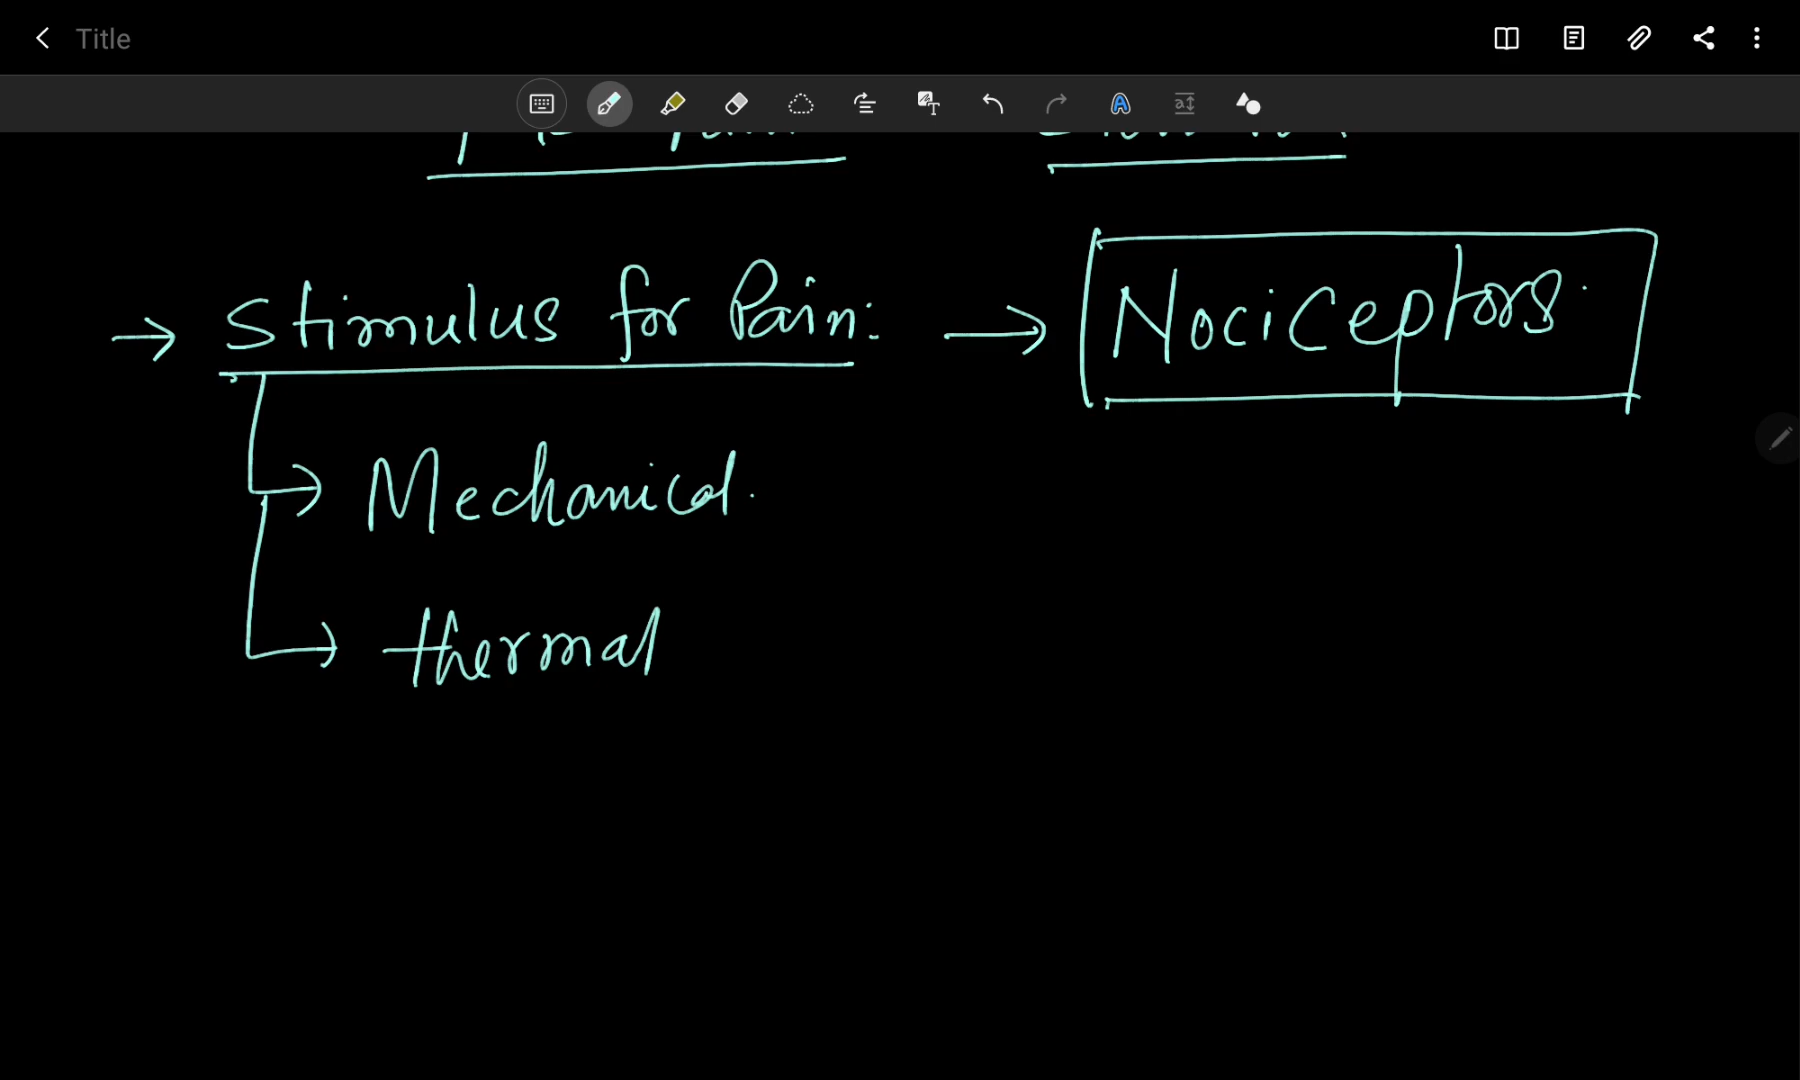 Title
→ Stimulus for Pain: → Nociceptors.
→ Mechanical.
→ thermal